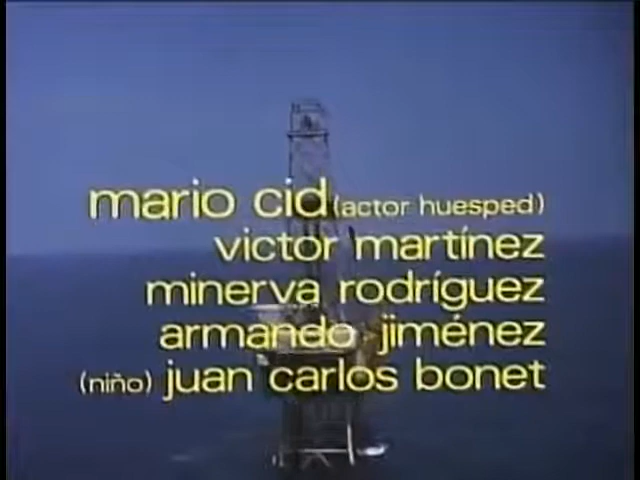 mario cid (actor huesped)
victor martínez
minerva rodríguez
armando jiménez
(niño) juan carlos bonet